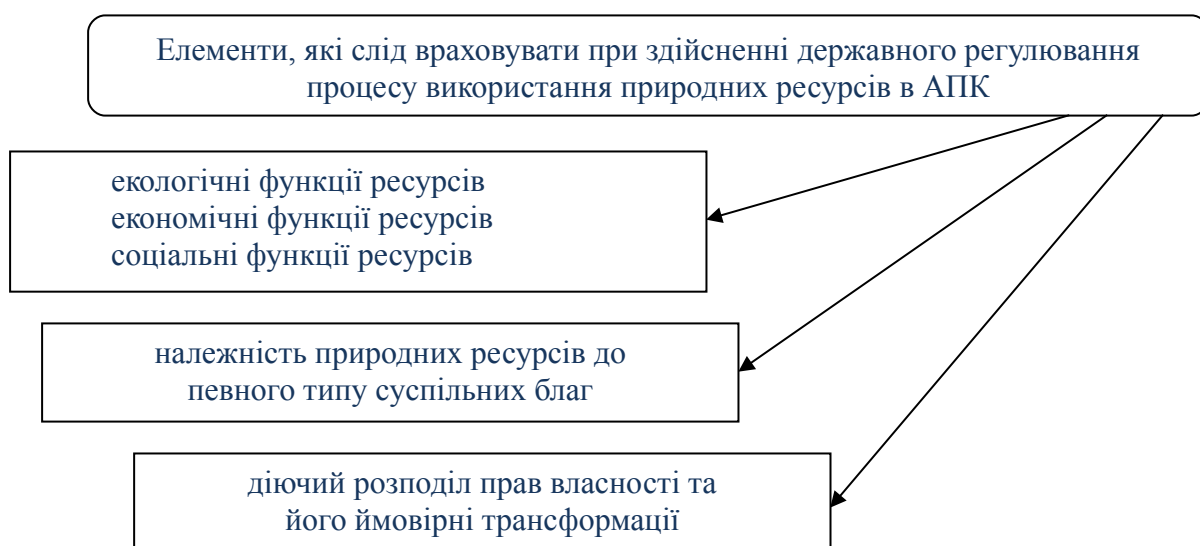 Елементи, які слід враховувати при здійсненні державного регулювання
процесу використання природних ресурсів в АПК
екологічні функції ресурсів
економічні функції ресурсів
соціальні функції ресурсів
належність природних ресурсів до
певного типу суспільних благ
діючий розподіл прав власності та
його ймовірні трансформації